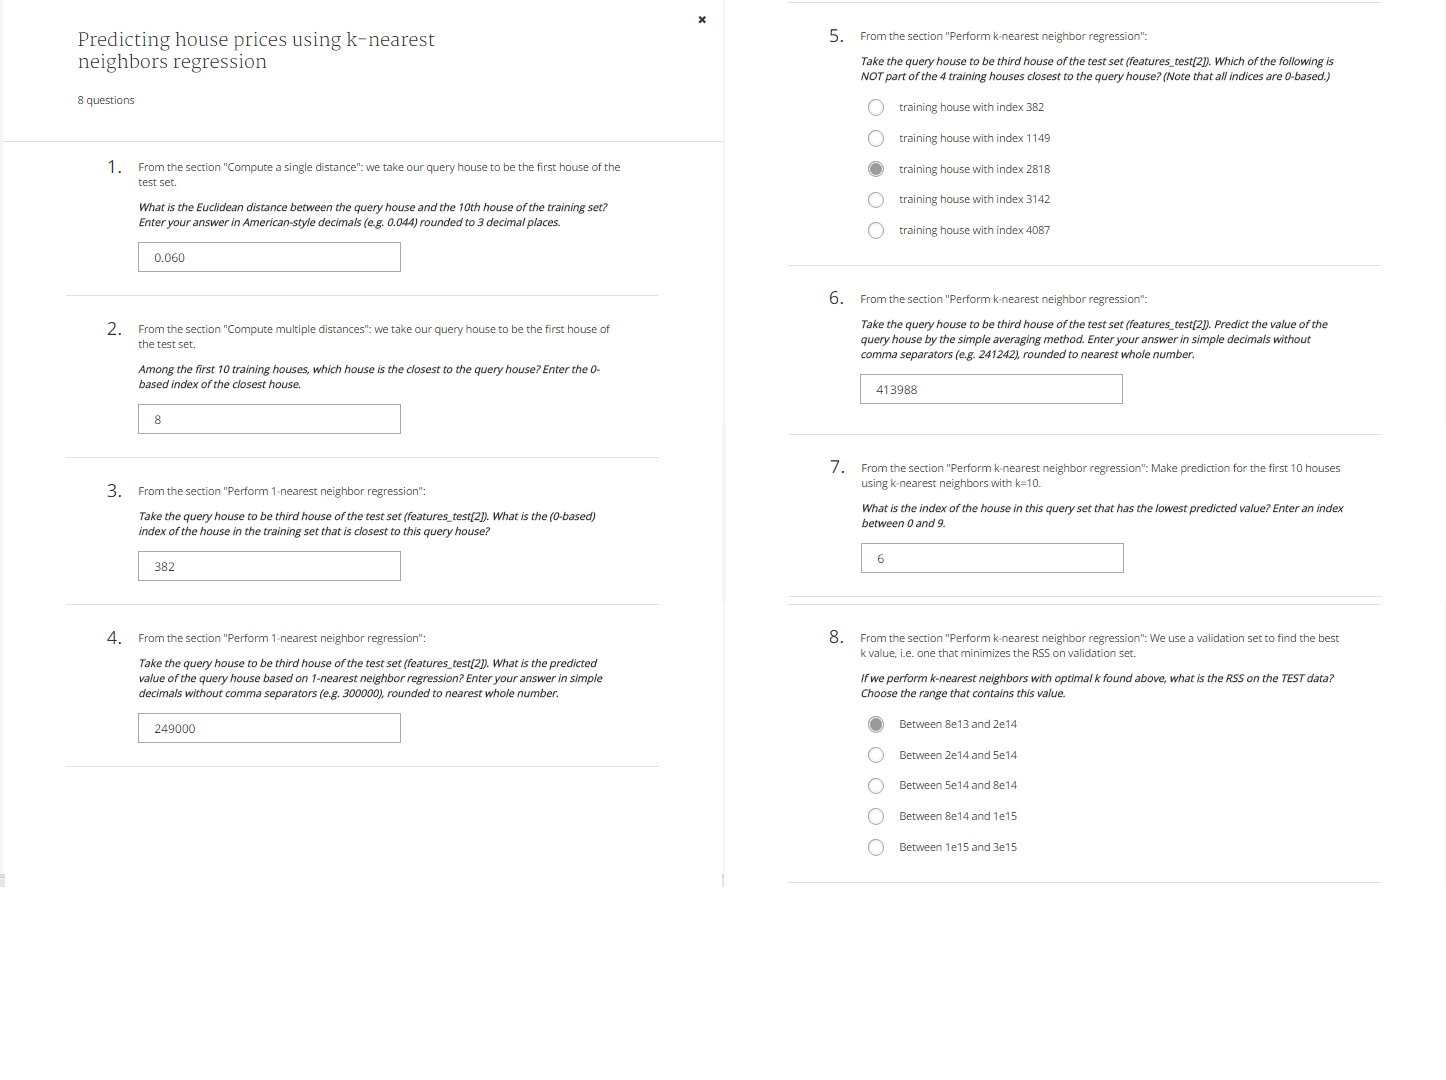 Predicting house prices using k-nearest
neighbors regression
8 questions
1. From the section "Compute a single distance": we take our query house to be the first house of the
test set.
What is the Euclidean distance between the query house and the 10th house of the training set?
Enter your answer in American-style decimals (e.g. 0.044) rounded to 3 decimal places.
0.060
2. From the section "Compute multiple distances": we take our query house to be the first house of
the test set.
Among the first 10 training houses, which house is the closest to the query house? Enter the 0-
based index of the closest house.
8
3. From the section "Perform 1-nearest neighbor regression":
Take the query house to be third house of the test set (features_test[2]). What is the (0-based)
index of the house in the training set that is closest to this query house?
382
4. From the section "Perform 1-nearest neighbor regression":
Take the query house to be third house of the test set (features_test[2]). What is the predicted
value of the query house based on 1-nearest neighbor regression? Enter your answer in simple
decimals without comma separators (e.g. 300000), rounded to nearest whole number.
249000
5. From the section "Perform k-nearest neighbor regression":
Take the query house to be third house of the test set (features_test[2]). Which of the following is
NOT part of the 4 training houses closest to the query house? (Note that all indices are 0-based.)
training house with index 382
training house with index 1149
training house with index 2818
training house with index 3142
training house with index 4087
6. From the section "Perform k-nearest neighbor regression":
Take the query house to be third house of the test set (features_test[2]). Predict the value of the
query house by the simple averaging method. Enter your answer in simple decimals without
comma separators (e.g. 241242), rounded to nearest whole number.
413988
7. From the section "Perform k-nearest neighbor regression": Make prediction for the first 10 houses
using k-nearest neighbors with k=10.
What is the index of the house in this query set that has the lowest predicted value? Enter an index
between 0 and 9.
6
8. From the section "Perform k-nearest neighbor regression": We use a validation set to find the best
k value, i.e. one that minimizes the RSS on validation set.
If we perform k-nearest neighbors with optimal k found above, what is the RSS on the TEST data?
Choose the range that contains this value.
Between 8e13 and 2e14
Between 2e14 and 5e14
Between 5e14 and 8e14
Between 8e14 and 1e15
Between 1e15 and 3e15